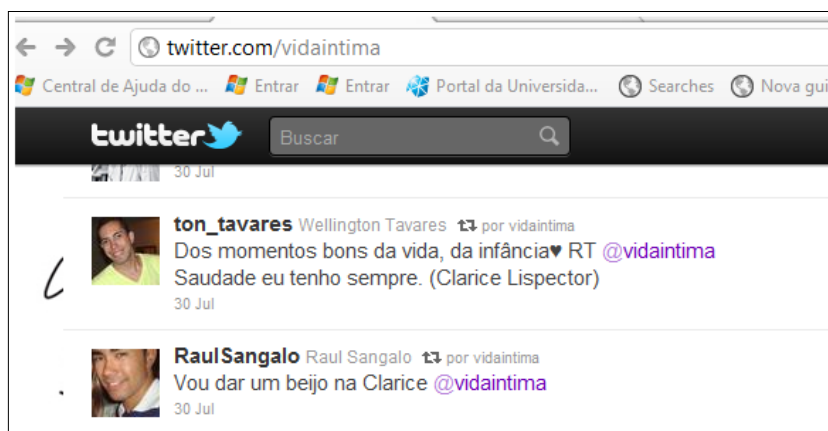 twitter.com/vidaintima
Central de Ajuda do ... Entrar Entrar Portal da Universida... Searches Nova gui
twitter Buscar
30 Jul
ton_tavares Wellington Tavares por vidaintima
Dos momentos bons da vida, da infância♥ RT @vidaintima
Saudade eu tenho sempre. (Clarice Lispector)
30 Jul
RaulSangalo Raul Sangalo por vidaintima
Vou dar um beijo na Clarice @vidaintima
30 Jul